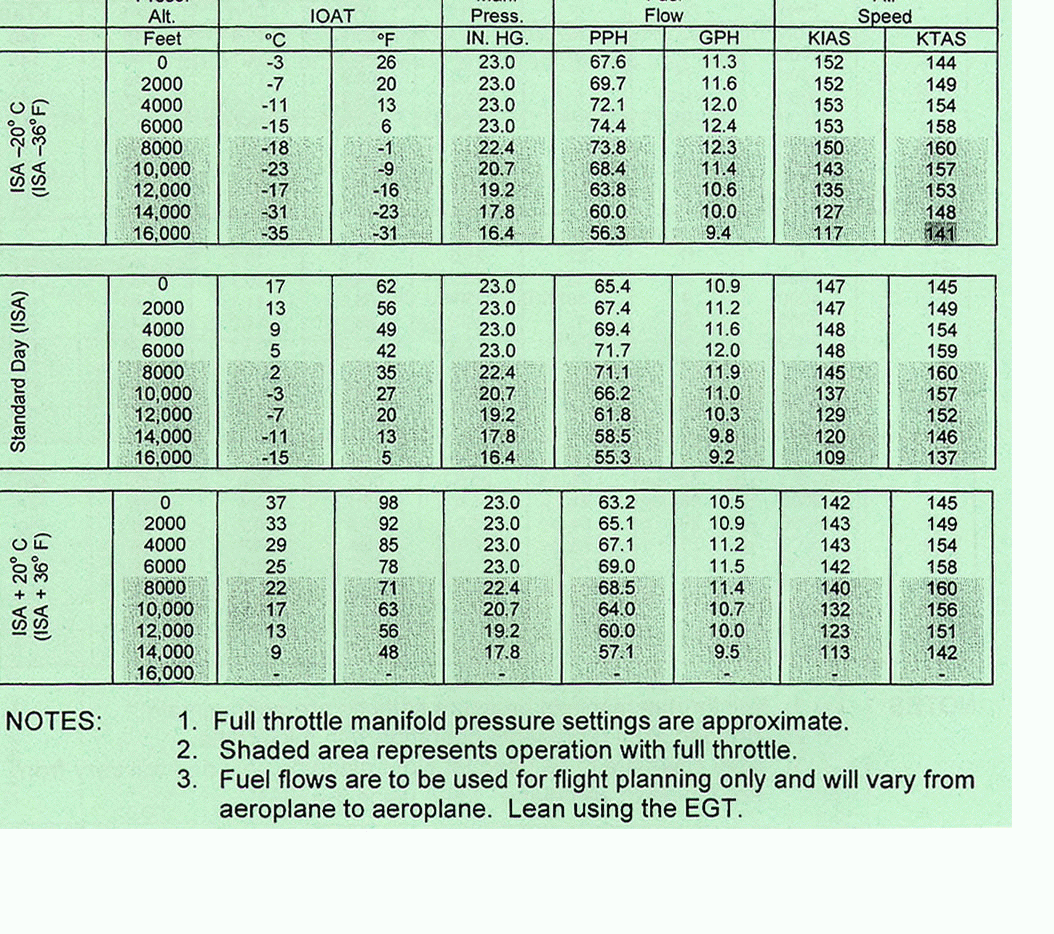 Alt. IOAT Press. Flow Speed
Feet °C °F IN. HG. PPH GPH KIAS KTAS
ISA –20° C
(ISA –36° F)
0 -3 26 23.0 67.6 11.3 152 144
2000 -7 20 23.0 69.7 11.6 152 149
4000 -11 13 23.0 72.1 12.0 153 154
6000 -15 6 23.0 74.4 12.4 153 158
8000 -18 -1 22.4 73.8 12.3 150 160
10,000 -23 -9 20.7 68.4 11.4 143 157
12,000 -17 -16 19.2 63.8 10.6 135 153
14,000 -31 -23 17.8 60.0 10.0 127 148
16,000 -35 -31 16.4 56.3 9.4 117 141
Standard Day (ISA)
0 17 62 23.0 65.4 10.9 147 145
2000 13 56 23.0 67.4 11.2 147 149
4000 9 49 23.0 69.4 11.6 148 154
6000 5 42 23.0 71.7 12.0 148 159
8000 2 35 22.4 71.1 11.9 145 160
10,000 -3 27 20.7 66.2 11.0 137 157
12,000 -7 20 19.2 61.8 10.3 129 152
14,000 -11 13 17.8 58.5 9.8 120 146
16,000 -15 5 16.4 55.3 9.2 109 137
ISA + 20° C
(ISA + 36° F)
0 37 98 23.0 63.2 10.5 142 145
2000 33 92 23.0 65.1 10.9 143 149
4000 29 85 23.0 67.1 11.2 143 154
6000 25 78 23.0 69.0 11.5 142 158
8000 22 71 22.4 68.5 11.4 140 160
10,000 17 63 20.7 64.0 10.7 132 156
12,000 13 56 19.2 60.0 10.0 123 151
14,000 9 48 17.8 57.1 9.5 113 142
16,000 - - - - - - -
NOTES: 1. Full throttle manifold pressure settings are approximate.
2. Shaded area represents operation with full throttle.
3. Fuel flows are to be used for flight planning only and will vary from
aeroplane to aeroplane. Lean using the EGT.